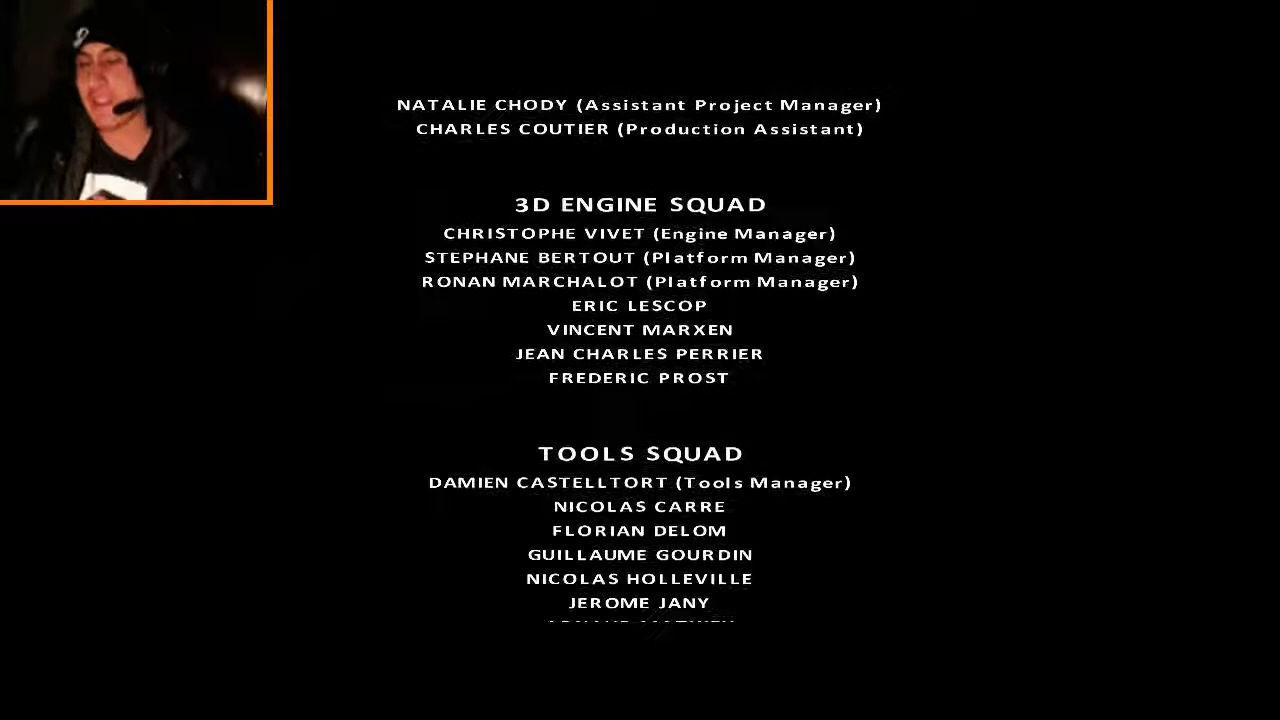 NATALIE CHODY (Assistant Project Manager)
CHARLES COUTIER (Production Assistant)
3D ENGINE SQUAD
CHRISTOPHE VIVET (Engine Manager)
STEPHANE BERTOUT (Platform Manager)
RONAN MARCHALOT (Platform Manager)
ERIC LESCOP
VINCENT MARXEN
JEAN CHARLES PERRIER
FREDERIC PROST
TOOLS SQUAD
DAMIEN CASTELLTORT (Tools Manager)
NICOLAS CARRE
FLORIAN DELOM
GUILLAUME GOURDIN
NICOLAS HOLLEVILLE
JEROME JANY